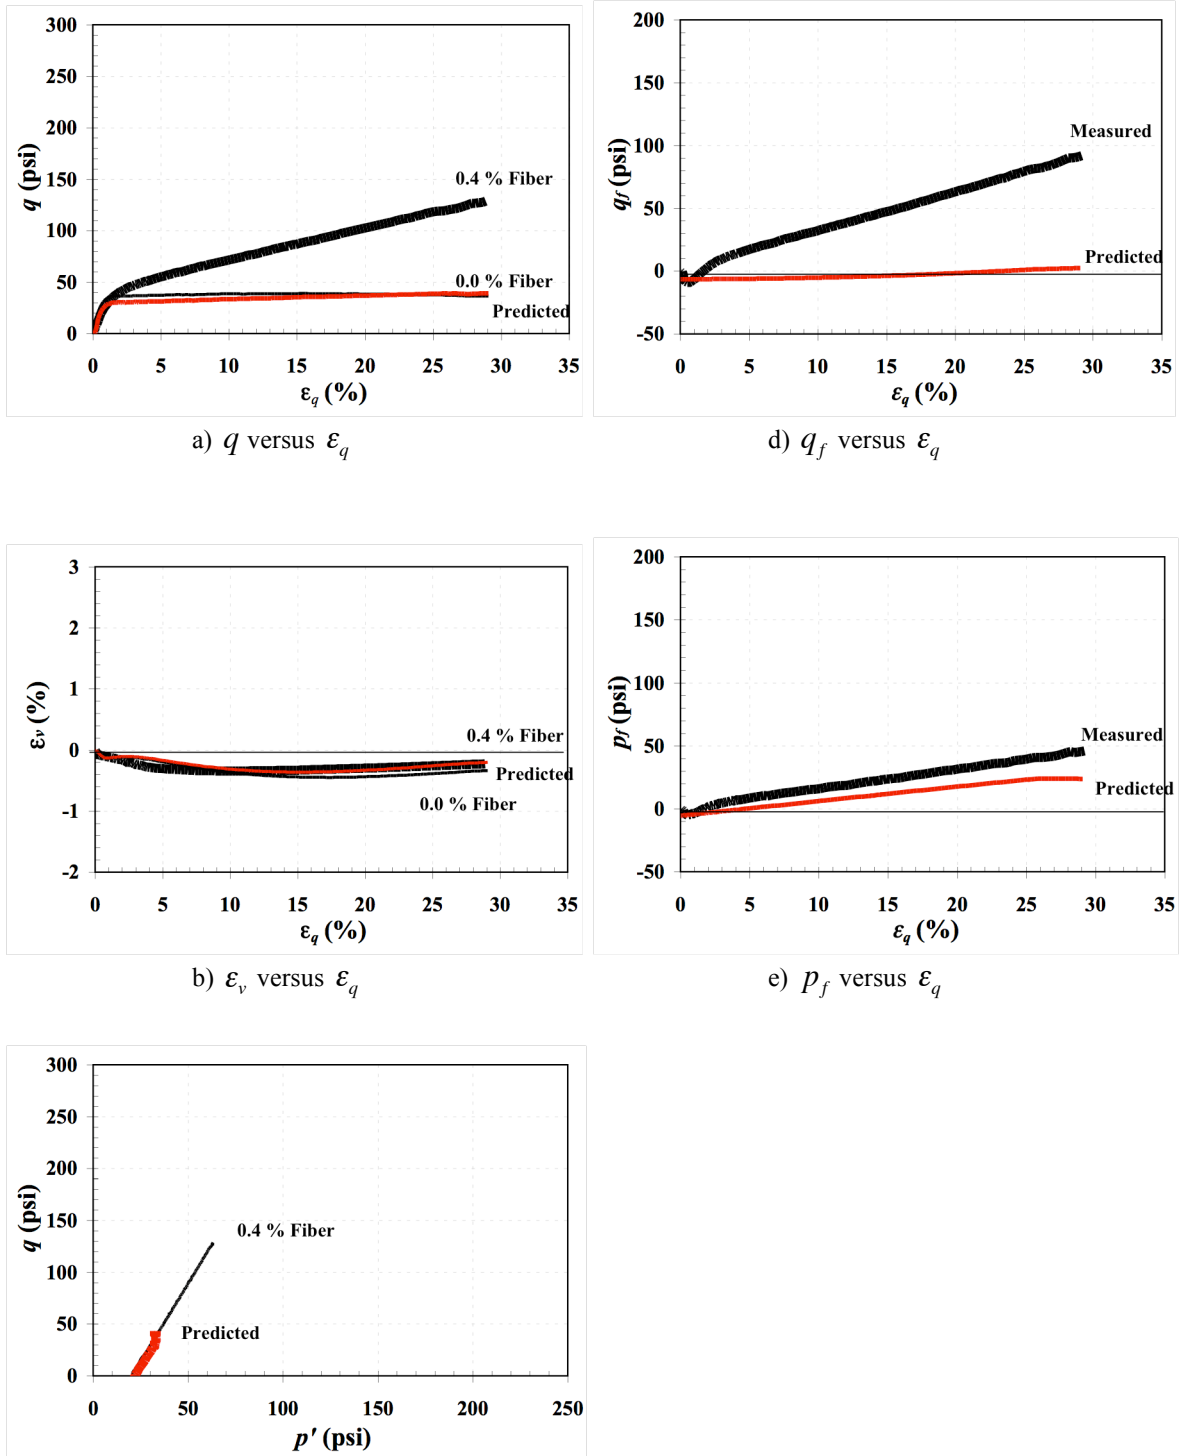 300
250
200
150
100
50
0
q (psi)
0.4 % Fiber
0.0 % Fiber
Predicted
0 5 10 15 20 25 30 35
εq (%)
a) q versus εq
200
150
100
50
0
-50
qf (psi)
Measured
Predicted
0 5 10 15 20 25 30 35
εq (%)
d) qf versus εq
3
2
1
0
-1
-2
εv (%)
0.4 % Fiber
Predicted
0.0 % Fiber
0 5 10 15 20 25 30 35
εq (%)
b) εv versus εq
200
150
100
50
0
-50
pf (psi)
Measured
Predicted
0 5 10 15 20 25 30 35
εq (%)
e) pf versus εq
300
250
200
150
100
50
0
q (psi)
0.4 % Fiber
Predicted
0 50 100 150 200 250
p' (psi)